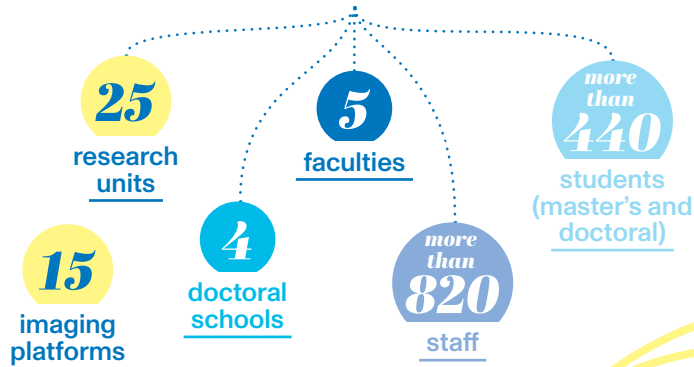 25
research
units
5
faculties
more
than
440
students
(master's and
doctoral)
15
imaging
platforms
4
doctoral
schools
more
than
820
staff